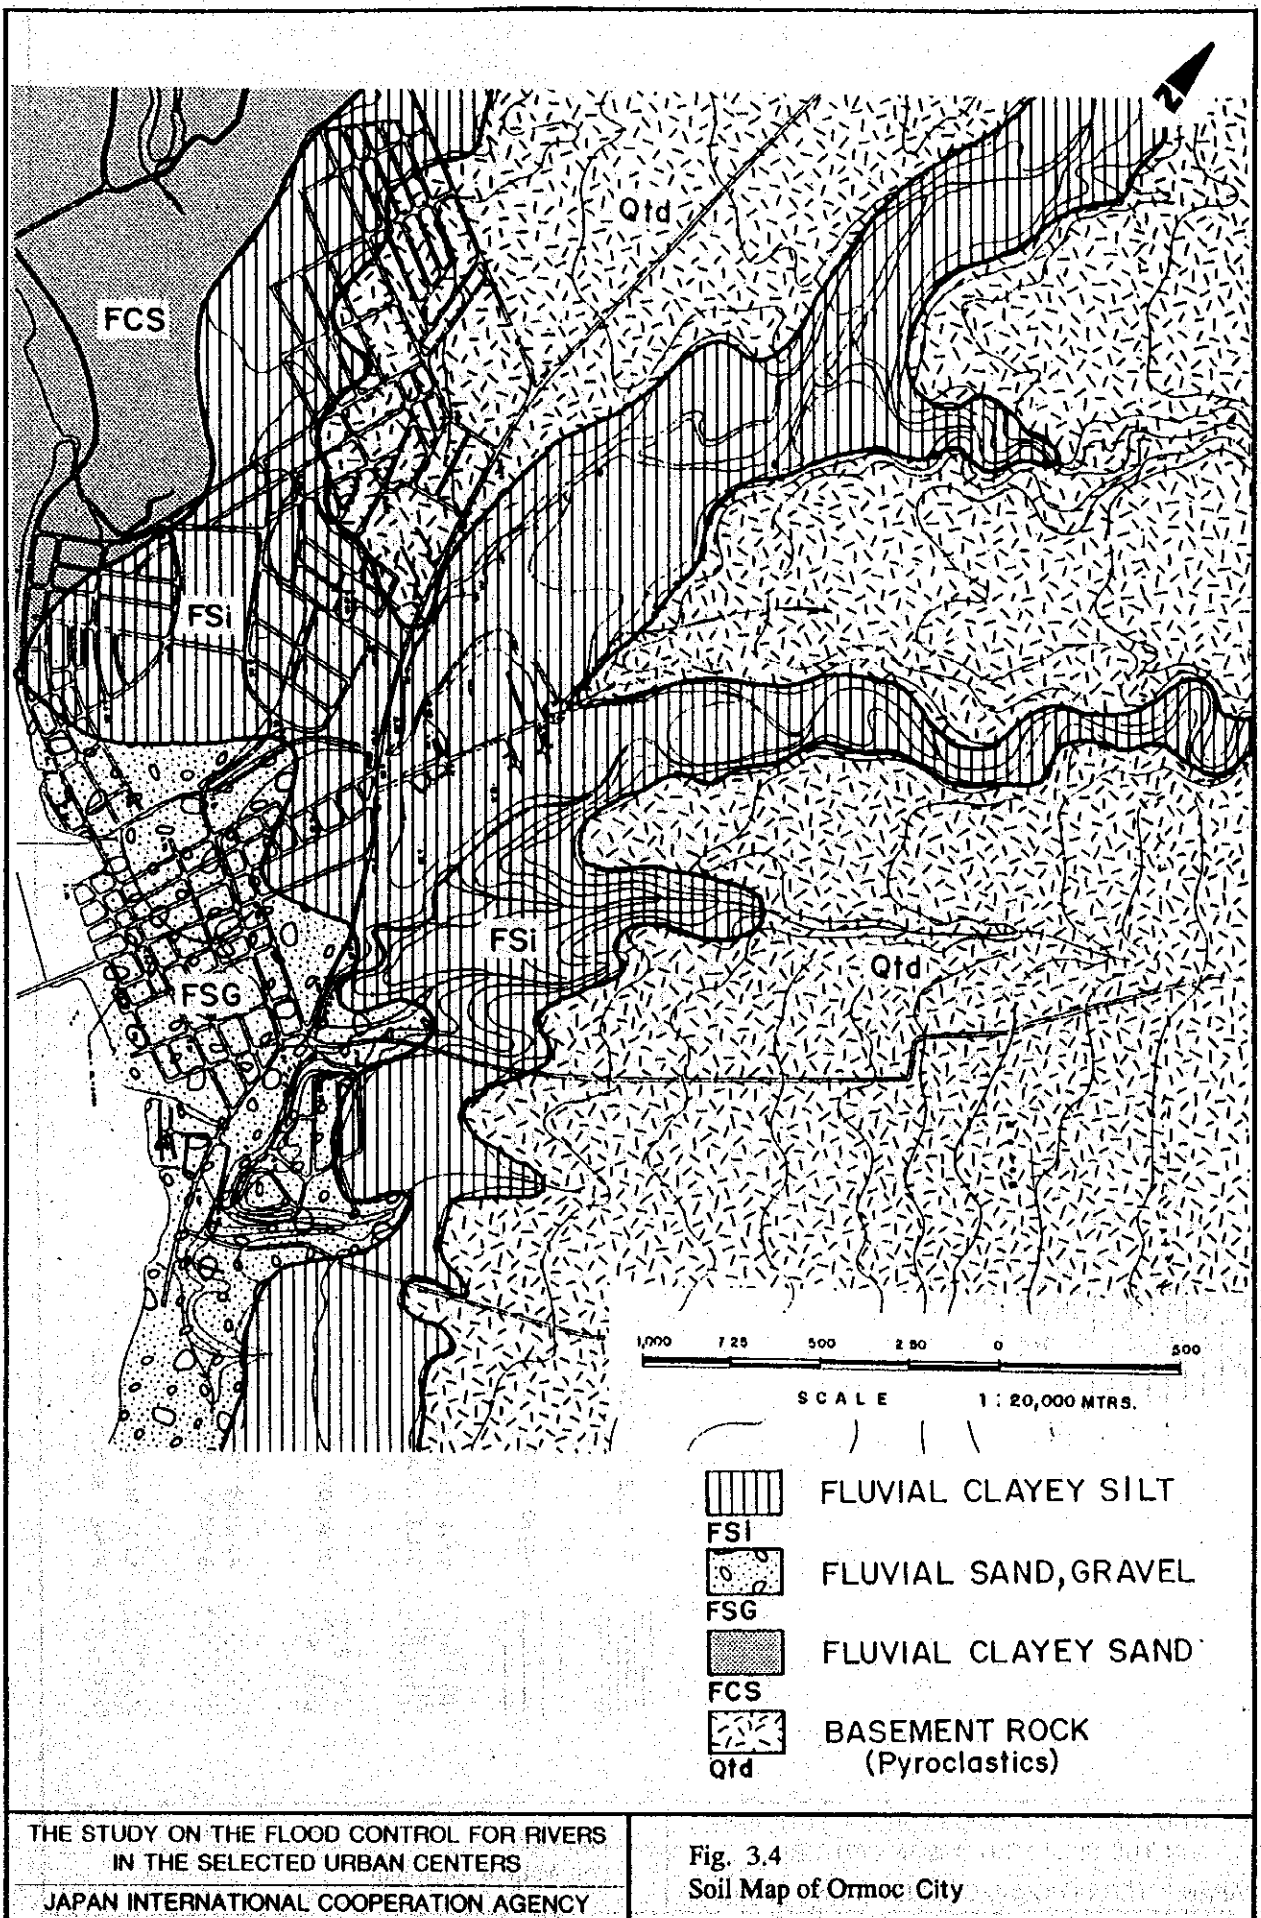 N
Qtd
FCS
FSi
FSi
Qtd
FSG
1,000 725 500 250 0 500
SCALE 1:20,000 MTRS.
FLUVIAL CLAYEY SILT
FSi
FLUVIAL SAND, GRAVEL
FSG
FLUVIAL CLAYEY SAND
FCS
BASEMENT ROCK
(Pyroclastics)
Qtd
THE STUDY ON THE FLOOD CONTROL FOR RIVERS
IN THE SELECTED URBAN CENTERS
JAPAN INTERNATIONAL COOPERATION AGENCY
Fig. 3.4
Soil Map of Ormoc City